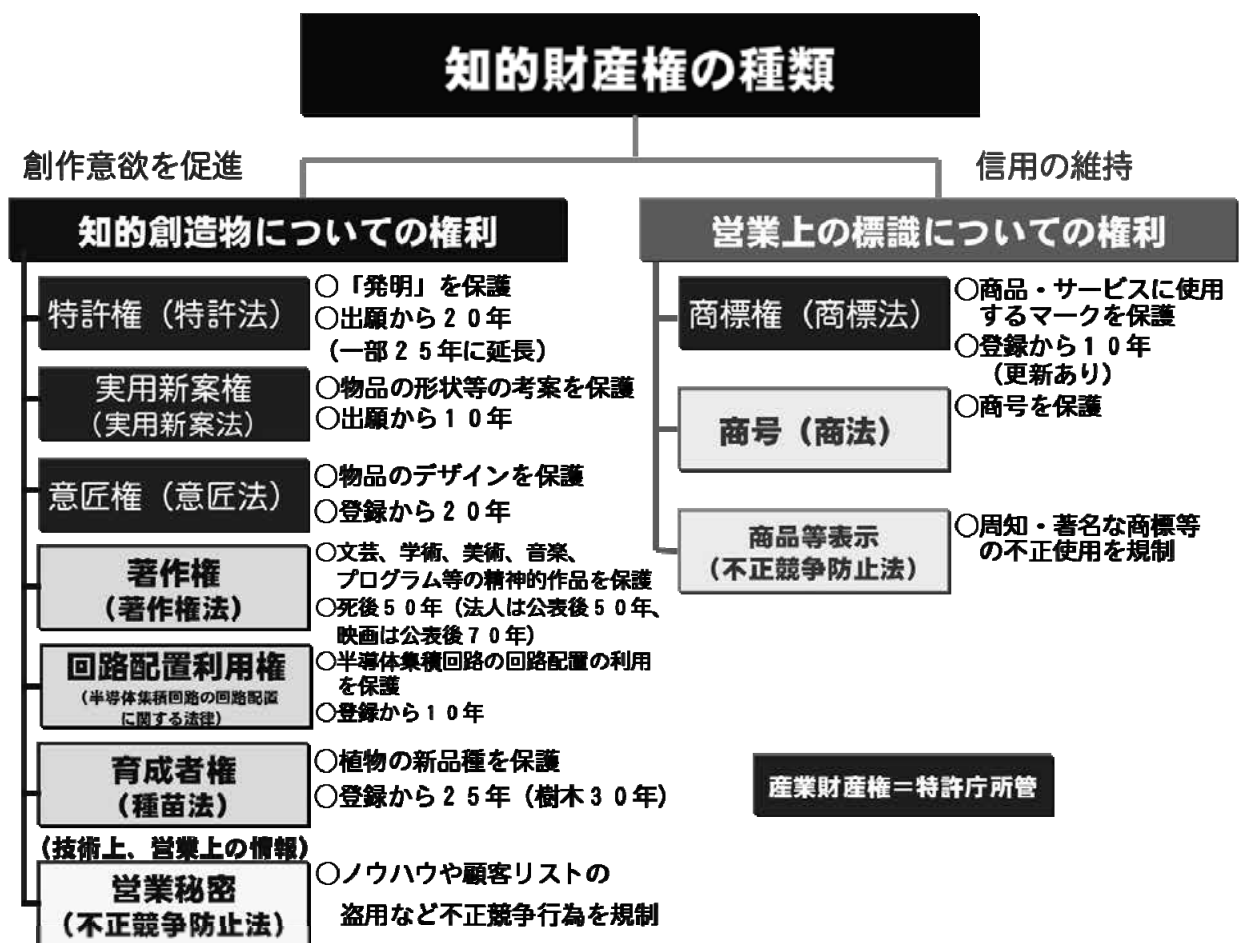 知的財産権の種類
創作意欲を促進
信用の維持
知的創造物についての権利
特許権（特許法）
○「発明」を保護
○出願から２０年
（一部２５年に延長）
実用新案権
（実用新案法）
○物品の形状等の考案を保護
○出願から１０年
意匠権（意匠法）
○物品のデザインを保護
○登録から２０年
著作権
（著作権法）
○文芸、学術、美術、音楽、
プログラム等の精神的作品を保護
○死後５０年（法人は公表後５０年、
映画は公表後７０年）
回路配置利用権
（半導体集積回路の回路配置
に関する法律）
○半導体集積回路の回路配置の利用
を保護
○登録から１０年
育成者権
（種苗法）
○植物の新品種を保護
○登録から２５年（樹木３０年）
（技術上、営業上の情報）
営業秘密
（不正競争防止法）
○ノウハウや顧客リストの
盗用など不正競争行為を規制
営業上の標識についての権利
商標権（商標法）
○商品・サービスに使用
するマークを保護
○登録から１０年
（更新あり）
商号（商法）
○商号を保護
商品等表示
（不正競争防止法）
○周知・著名な商標等
の不正使用を規制
産業財産権＝特許庁所管